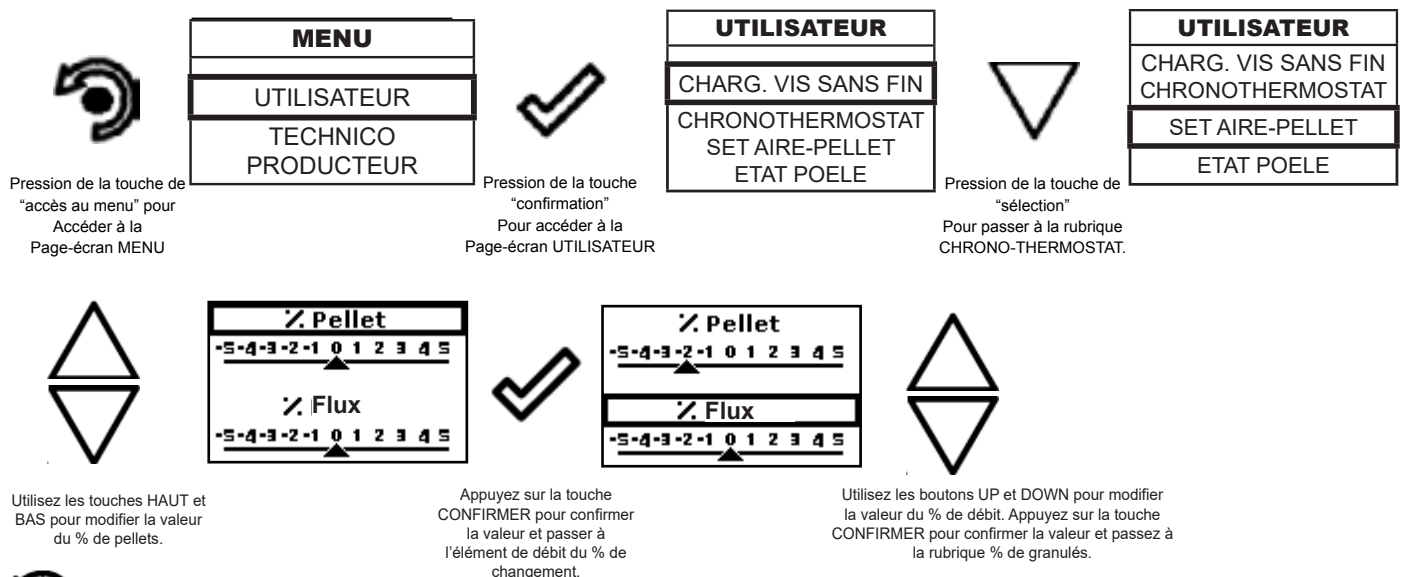 MENU
UTILISATEUR
TECHNICO
PRODUCTEUR
Pression de la touche de
“accès au menu” pour
Accéder à la
Page-écran MENU
UTILISATEUR
CHARG. VIS SANS FIN
CHRONOTHERMOSTAT
SET AIRE-PELLET
ETAT POELE
Pression de la touche
“confirmation”
Pour accéder à la
Page-écran UTILISATEUR
UTILISATEUR
CHARG. VIS SANS FIN
CHRONOTHERMOSTAT
SET AIRE-PELLET
ETAT POELE
Pression de la touche de
“sélection”
Pour passer à la rubrique
CHRONO-THERMOSTAT.
% Pellet
-5-4-3-2-1 0 1 2 3 4 5
% Flux
-5-4-3-2-1 0 1 2 3 4 5
% Pellet
-5-4-3-2-1 0 1 2 3 4 5
% Flux
-5-4-3-2-1 0 1 2 3 4 5
Utilisez les touches HAUT et
BAS pour modifier la valeur
du % de pellets.
Appuyez sur la touche
CONFIRMER pour confirmer
la valeur et passer à
l’élément de débit du % de
changement.
Utilisez les boutons UP et DOWN pour modifier
la valeur du % de débit. Appuyez sur la touche
CONFIRMER pour confirmer la valeur et passez à
la rubrique % de granulés.